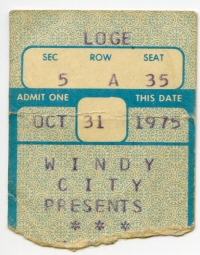 LOGE
SEC ROW SEAT
5 A 35
ADMIT ONE THIS DATE
OCT 31 1975
WINDY
CITY
PRESENTS
***